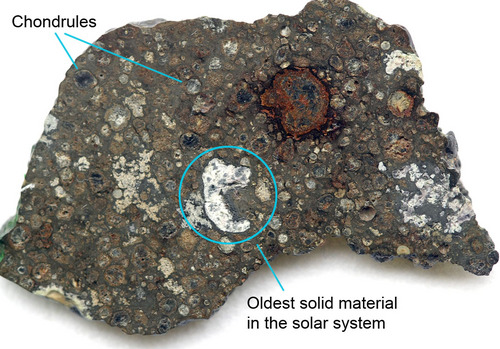 Chondrules
Oldest solid material
in the solar system